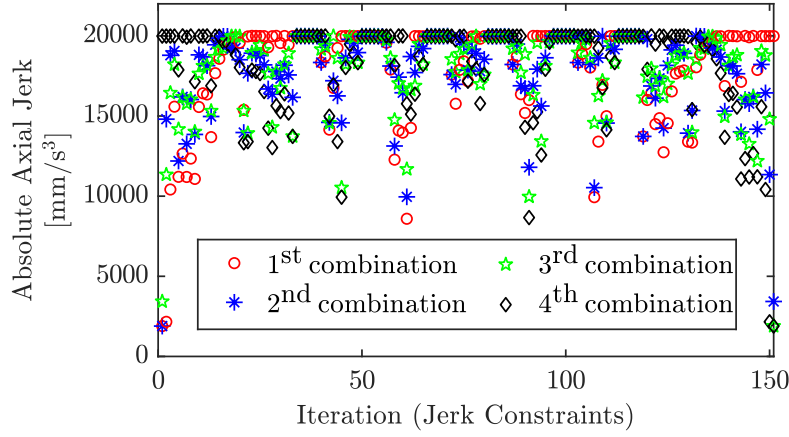 Absolute Axial Jerk
[mm/s³]
20000
15000
10000
5000
0
1st combination
2nd combination
3rd combination
4th combination
0 50 100 150
Iteration (Jerk Constraints)